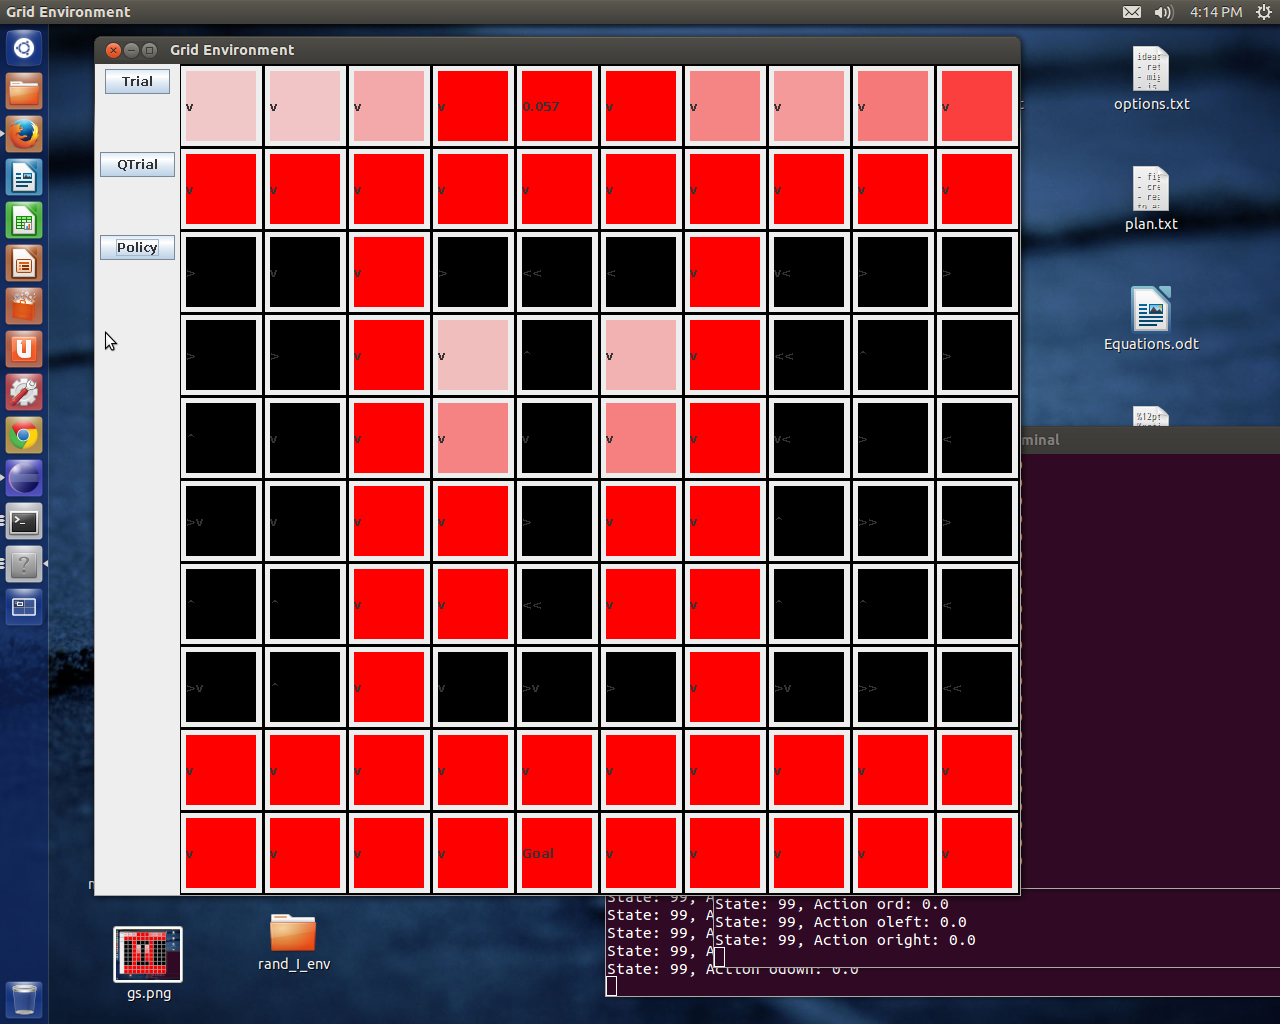 Grid Environment
4:14 PM
Grid Environment
Trial
v v v v 0.057 v v v v v
QTrial
v v v v v v v v v v
Policy
> v v > << < v v< > >
> > v v ^ v v << ^ >
^ v v v v v v v< > <
>v v v v > v v ^ >> >
^ ^ v v << v v ^ ^ <
>v ^ v v >v > v >v >> <<
v v v v v v v v v v
v v v v Goal v v v v v
options.txt
plan.txt
Equations.odt
minal
gs.png
rand_I_env
State: 99, A
State: 99, A
State: 99, A
State: 99, A
State: 99, Action odown: 0.0
State: 99, Action ord: 0.0
State: 99, Action oleft: 0.0
State: 99, Action oright: 0.0